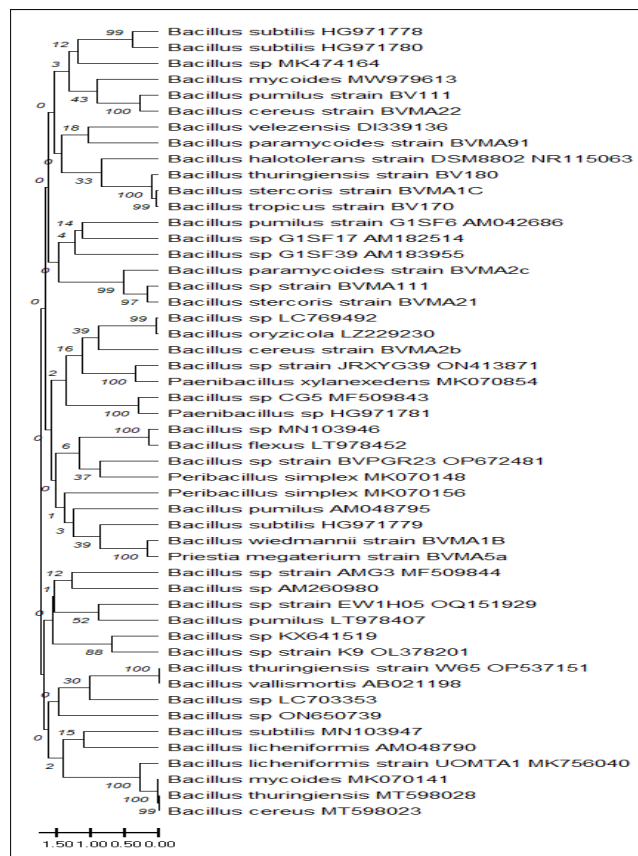 Bacillus subtilis HG971778
99
Bacillus subtilis HG971780
12
Bacillus sp MK474164
3
Bacillus mycoides MW979613
43
Bacillus pumilus strain BV111
100
Bacillus cereus strain BVMA22
0
Bacillus velezensis DI339136
18
Bacillus paramycoides strain BVMA91
0
Bacillus halotolerans strain DSM8802 NR115063
33
Bacillus thuringiensis strain BV180
0
100
Bacillus stercoris strain BVMA1C
99
Bacillus tropicus strain BV170
14
Bacillus pumilus strain G1SF6 AM042686
4
Bacillus sp G1SF17 AM182514
Bacillus sp G1SF39 AM183955
0
Bacillus paramycoides strain BVMA2c
99
Bacillus sp strain BVMA111
97
Bacillus stercoris strain BVMA21
0
99
Bacillus sp LC769492
39
Bacillus oryzicola LZ229230
16
Bacillus cereus strain BVMA2b
2
Bacillus sp strain JRXYG39 ON413871
100
Paenibacillus xylanexedens MK070854
Bacillus sp CG5 MF509843
100
Paenibacillus sp HG971781
0
100
Bacillus sp MN103946
6
Bacillus flexus LT978452
Bacillus sp strain BVPGR23 OP672481
37
Peribacillus simplex MK070148
0
Peribacillus simplex MK070156
1
Bacillus pumilus AM048795
3
Bacillus subtilis HG971779
39
Bacillus wiedmannii strain BVMA1B
100
Priestia megaterium strain BVMA5a
12
Bacillus sp strain AMG3 MF509844
1
Bacillus sp AM260980
0
Bacillus sp strain EW1H05 OQ151929
52
Bacillus pumilus LT978407
Bacillus sp KX641519
88
Bacillus sp strain K9 OL378201
100
Bacillus thuringiensis strain W65 OP537151
30
Bacillus vallismortis AB021198
0
Bacillus sp LC703353
Bacillus sp ON650739
0
15
Bacillus subtilis MN103947
Bacillus licheniformis AM048790
2
Bacillus licheniformis strain UOMTA1 MK756040
100
Bacillus mycoides MK070141
100
Bacillus thuringiensis MT598028
99
Bacillus cereus MT598023
1.50 1.00 0.50 0.00